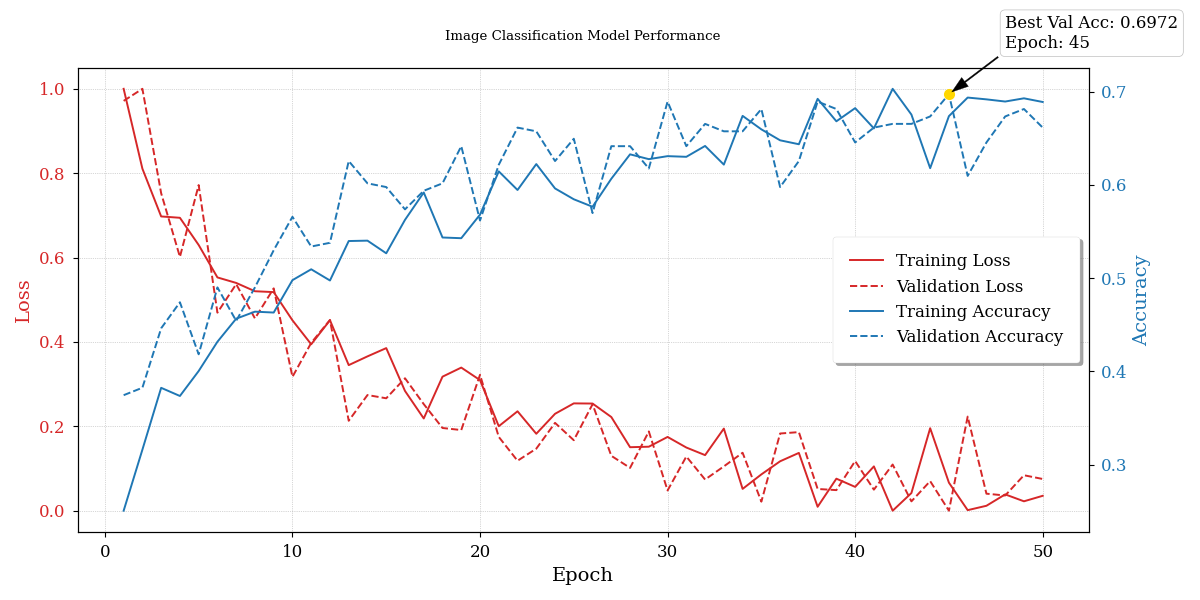 Best Val Acc: 0.6972
Epoch: 45
Image Classification Model Performance
1.0
0.8
0.6
0.4
0.2
0.0
Loss
0.7
0.6
0.5
0.4
0.3
Accuracy
Training Loss
Validation Loss
Training Accuracy
Validation Accuracy
0 10 20 30 40 50
Epoch